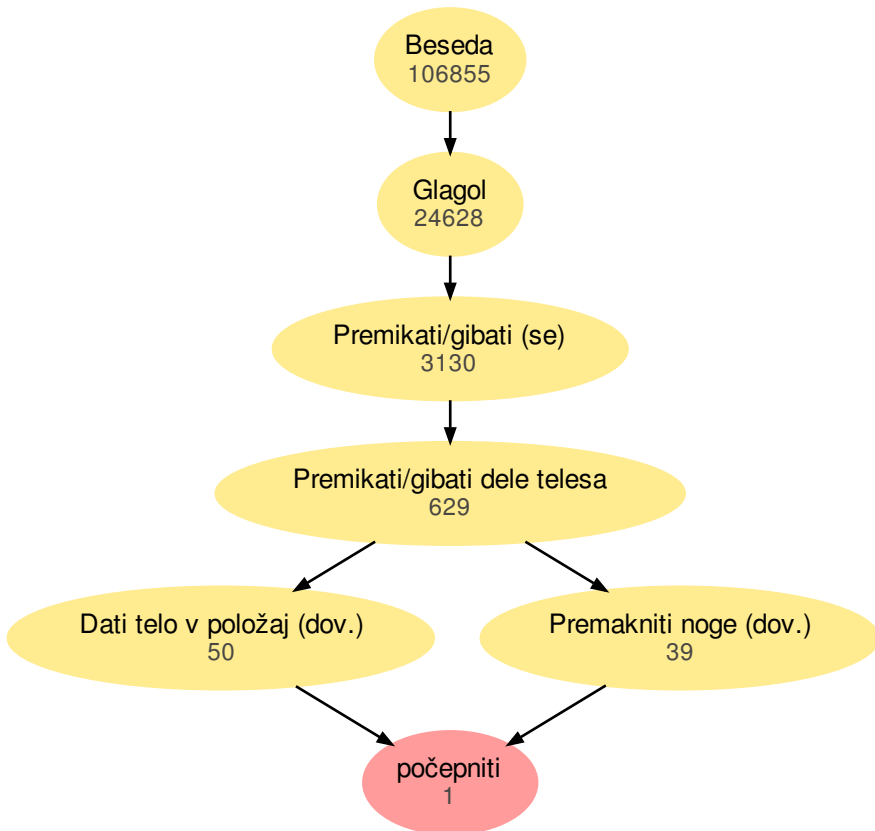 Beseda
106855
Glagol
24628
Premikati/gibati (se)
3130
Premikati/gibati dele telesa
629
Dati telo v položaj (dov.)
50
Premakniti noge (dov.)
39
počepniti
1